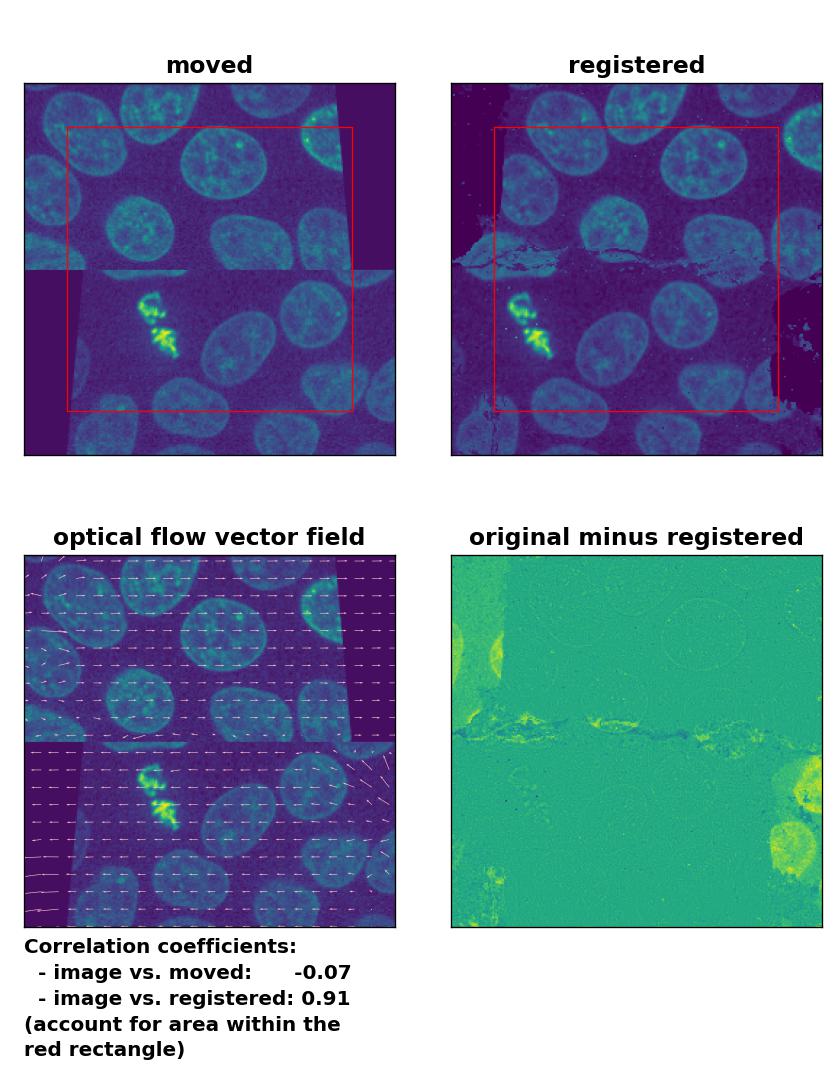 moved
registered
optical flow vector field
original minus registered
Correlation coefficients:
- image vs. moved: -0.07
- image vs. registered: 0.91
(account for area within the
red rectangle)